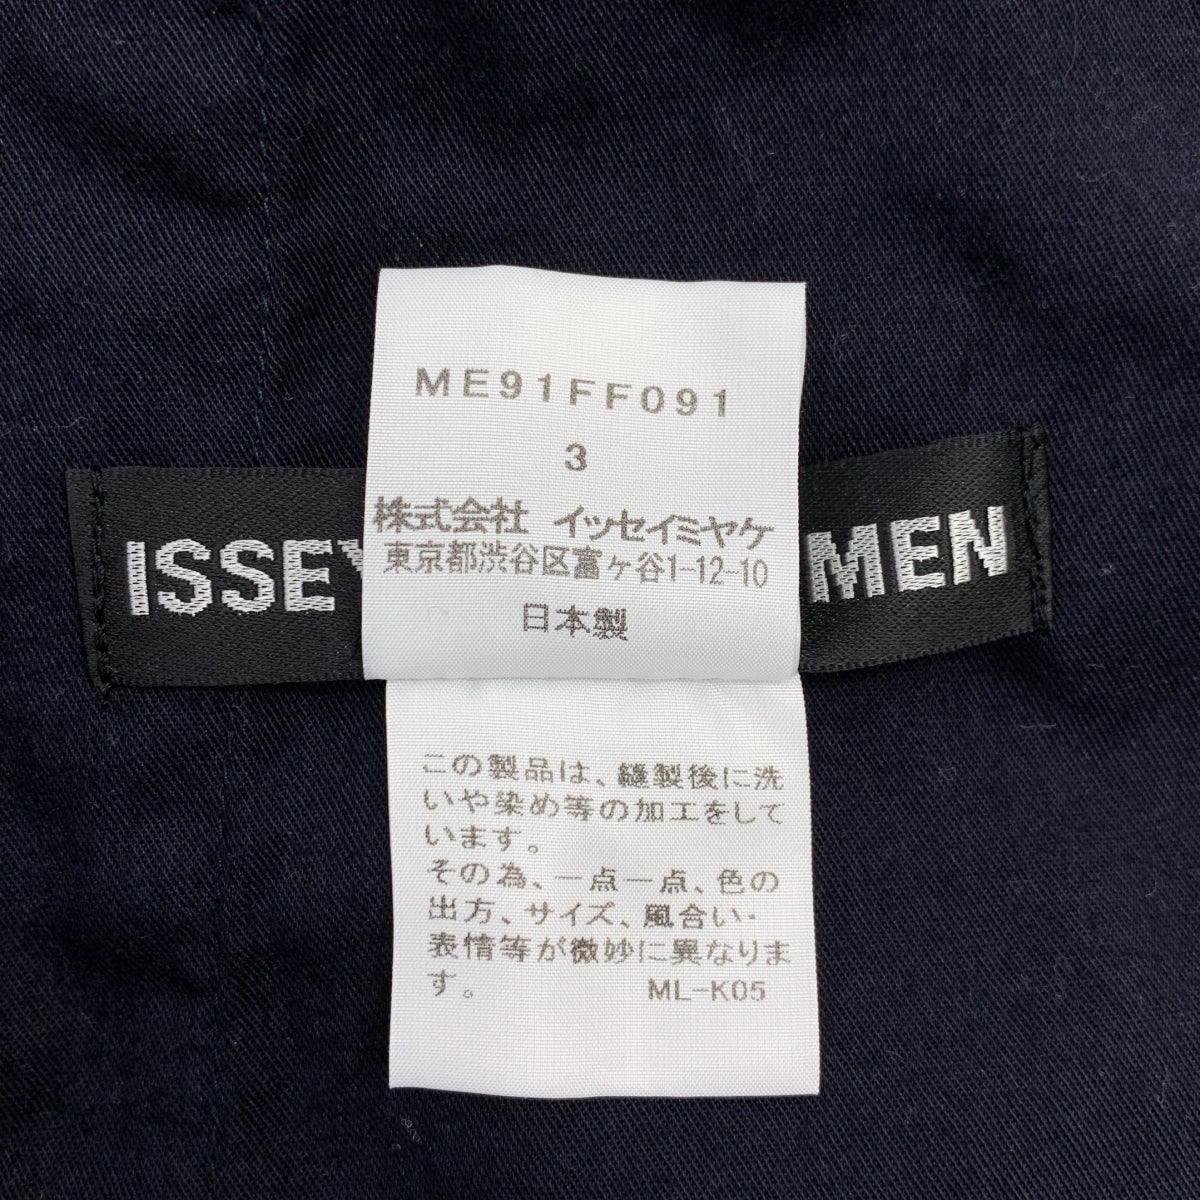 ME91FF091
3
株式会社 イッセイミヤケ
東京都渋谷区富ヶ谷1-12-10
日本製
ISSEY MEN
この製品は、縫製後に洗
いや染め等の加工をして
います。
その為、一点一点、色の
出方、サイズ、風合い・
表情等が微妙に異なりま
す。 ML-K05